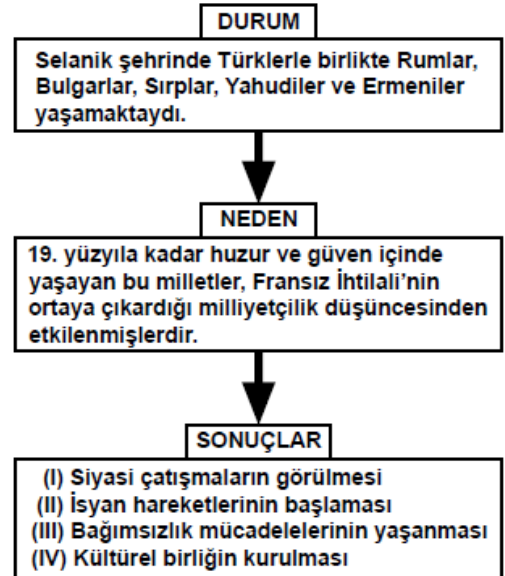 DURUM
Selanik şehrinde Türklerle birlikte Rumlar,
Bulgarlar, Sırplar, Yahudiler ve Ermeniler
yaşamaktaydı.
NEDEN
19. yüzyıla kadar huzur ve güven içinde
yaşayan bu milletler, Fransız İhtilali’nin
ortaya çıkardığı milliyetçilik düşüncesinden
etkilenmişlerdir.
SONUÇLAR
(I) Siyasi çatışmaların görülmesi
(II) İsyan hareketlerinin başlaması
(III) Bağımsızlık mücadelelerinin yaşanması
(IV) Kültürel birliğin kurulması